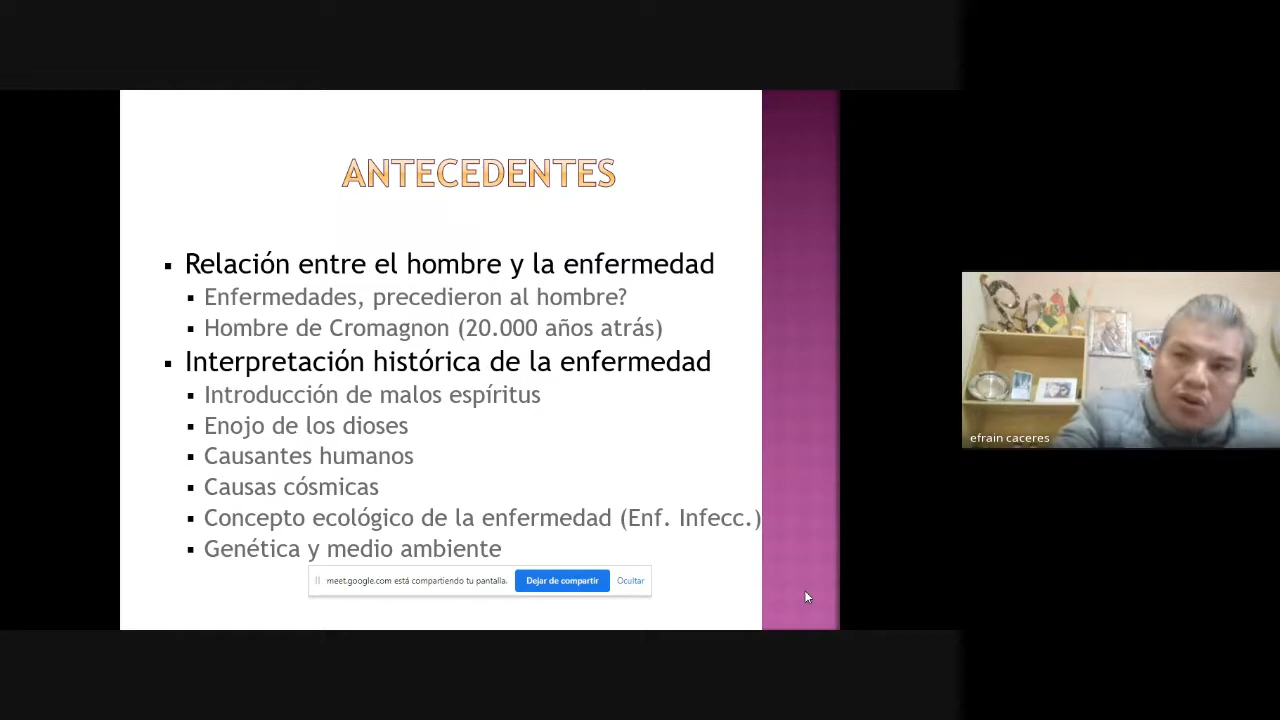 ANTECEDENTES
Relación entre el hombre y la enfermedad
Enfermedades, precedieron al hombre?
Hombre de Cromagnon (20.000 años atrás)
Interpretación histórica de la enfermedad
Introducción de malos espíritus
Enojo de los dioses
Causantes humanos
Causas cósmicas
Concepto ecológico de la enfermedad (Enf. Infecc.)
Genética y medio ambiente
meet.google.com está compartiendo tu pantalla. Dejar de compartir Ocultar
efrain caceres